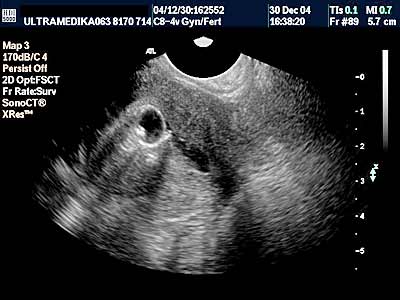 ULTRAMEDIKA063 8170 714
04/12/30:162552
C8-4v Gyn/Fert
30 Dec 04
16:38:20
TIs 0.1 MI 0.7
Fr #89 5.7 cm
Map 3
170dB/C 4
Persist Off
2D Opt:FSCT
Fr Rate:Surv
SonoCT®
XRes™
ATL
-0
-1
-2
-3
-4
-5